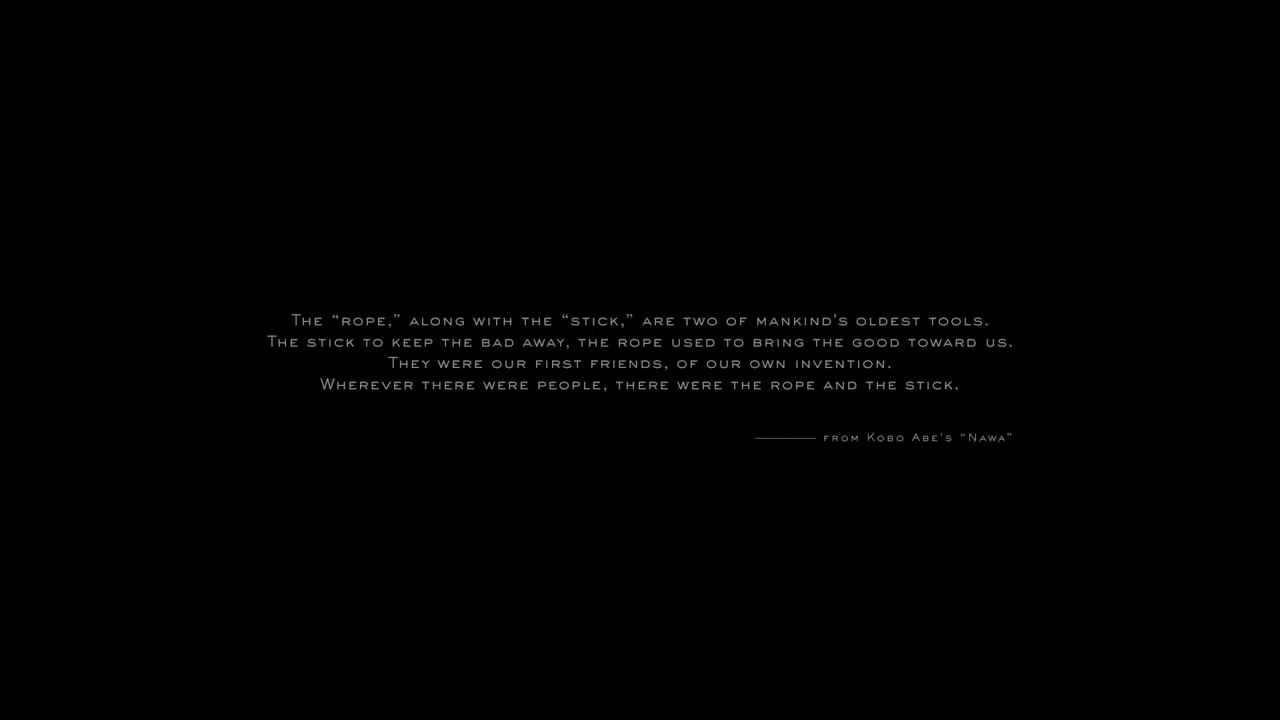 The “rope,” along with the “stick,” are two of mankind's oldest tools.
The stick to keep the bad away, the rope used to bring the good toward us.
They were our first friends, of our own invention.
Wherever there were people, there were the rope and the stick.
—— from Kobo Abe's “Nawa”